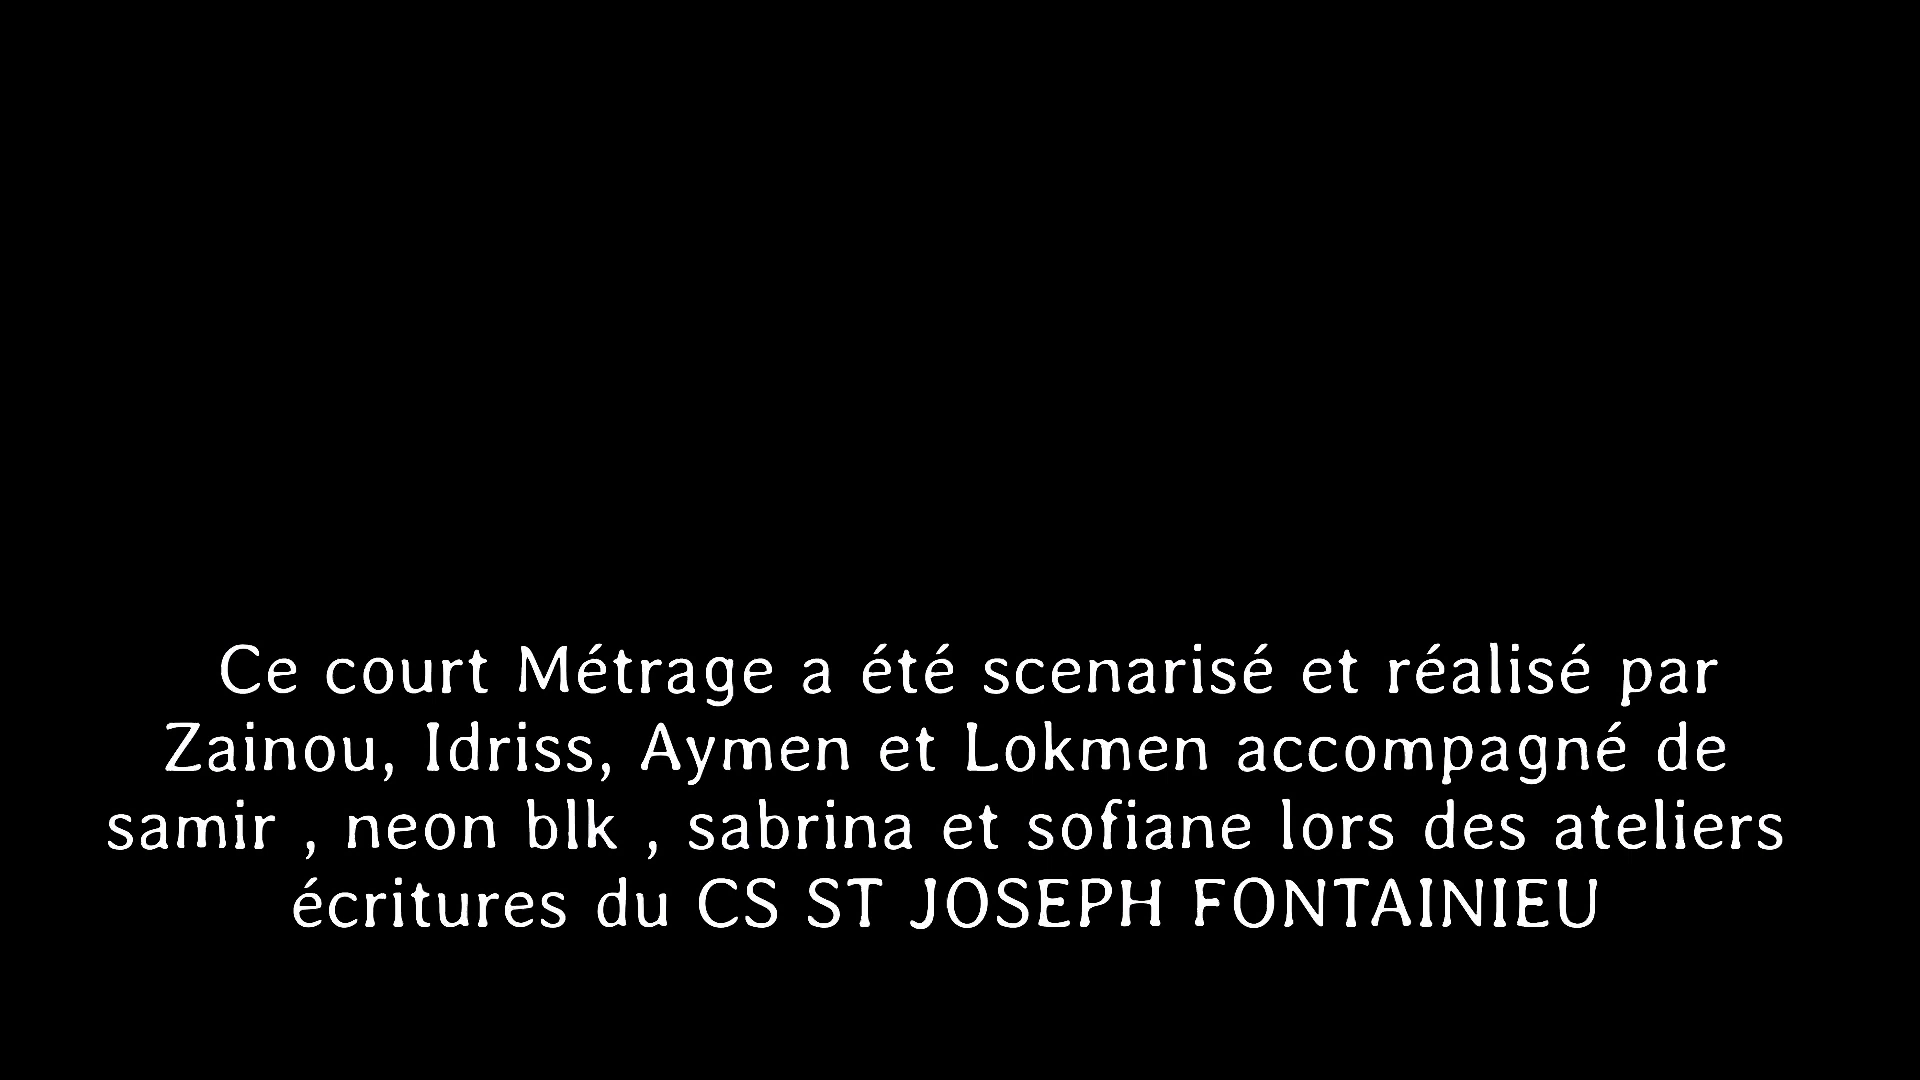 Ce court Métrage a été scenarisé et réalisé par
Zainou, Idriss, Aymen et Lokmen accompagné de
samir , neon blk , sabrina et sofiane lors des ateliers
écritures du CS ST JOSEPH FONTAINIEU